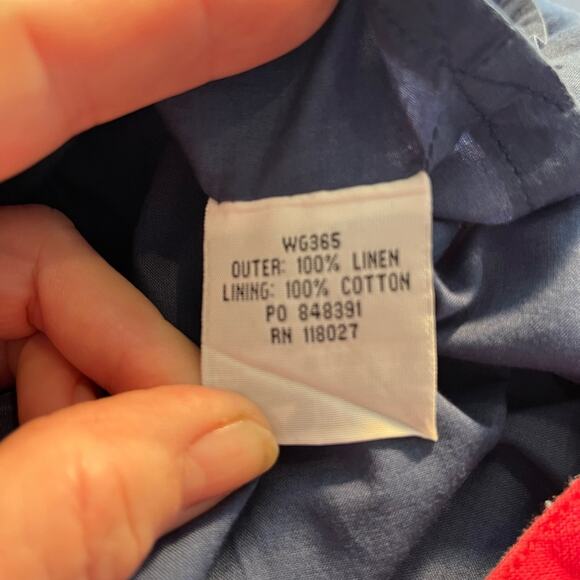 WG365
OUTER: 100% LINEN
LINING: 100% COTTON
PO 848391
RN 118027